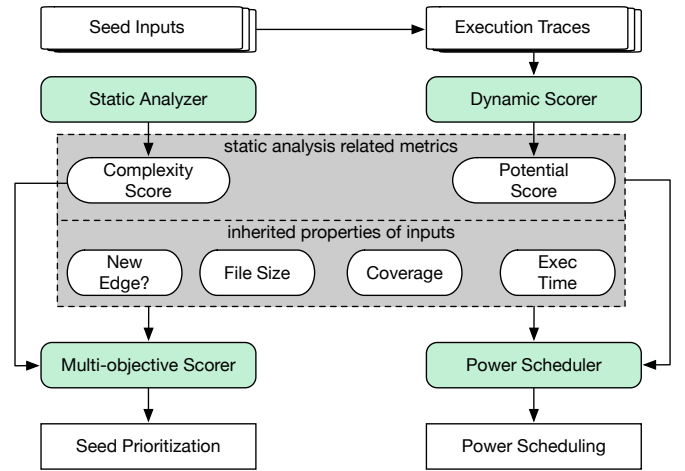 Seed Inputs
Execution Traces
Static Analyzer
Dynamic Scorer
static analysis related metrics
Complexity
Score
Potential
Score
inherited properties of inputs
New
Edge?
File Size
Coverage
Exec
Time
Multi-objective Scorer
Power Scheduler
Seed Prioritization
Power Scheduling